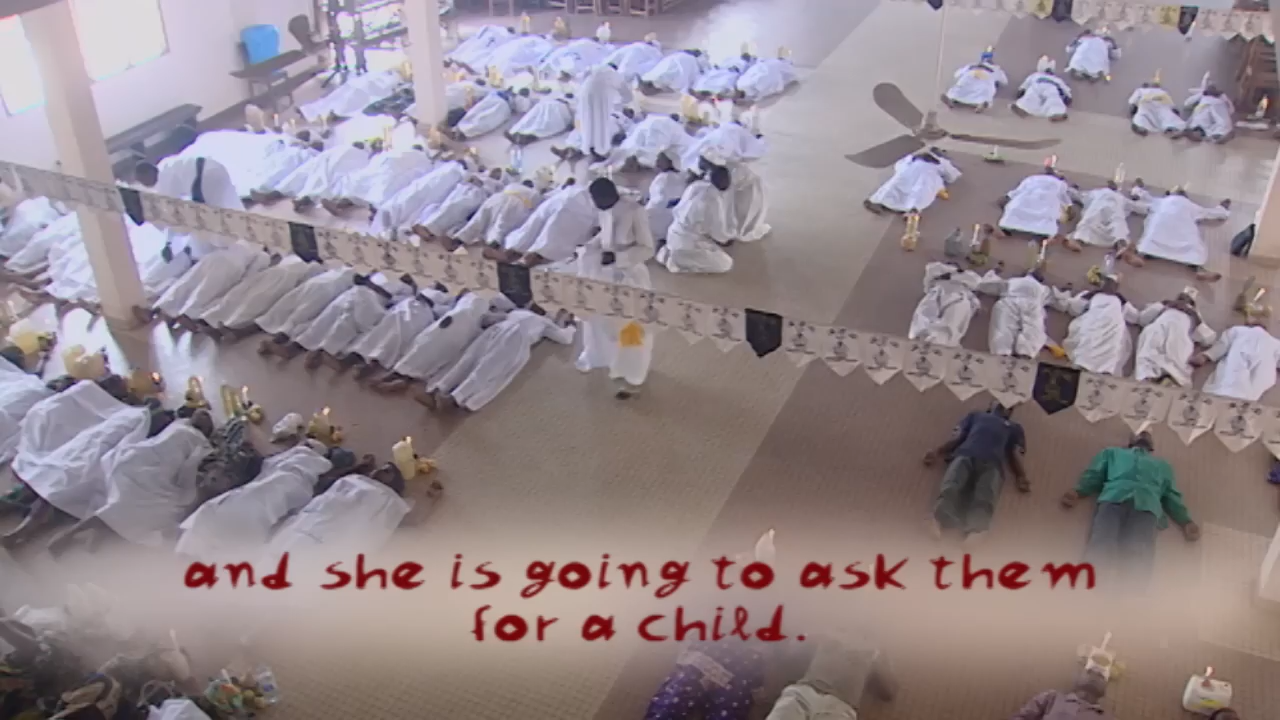 and she is going to ask them
for a child.